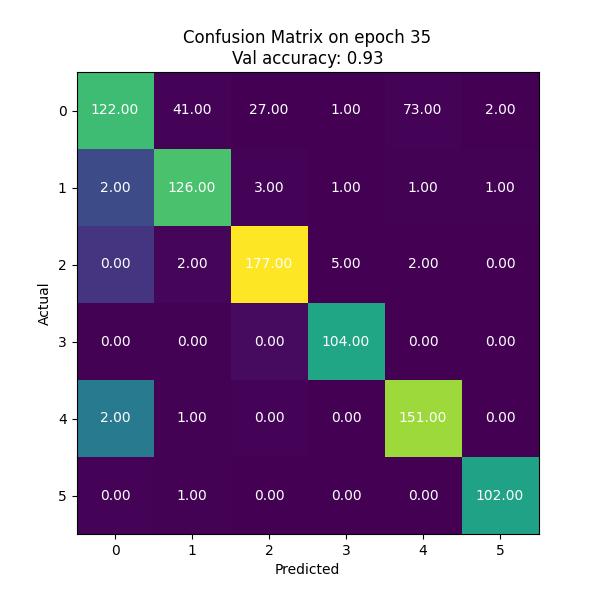 Confusion Matrix on epoch 35
Val accuracy: 0.93
0 122.00 41.00 27.00 1.00 73.00 2.00
1 2.00 126.00 3.00 1.00 1.00 1.00
2 0.00 2.00 177.00 5.00 2.00 0.00
3 0.00 0.00 0.00 104.00 0.00 0.00
4 2.00 1.00 0.00 0.00 151.00 0.00
5 0.00 1.00 0.00 0.00 0.00 102.00
Actual
0 1 2 3 4 5
Predicted